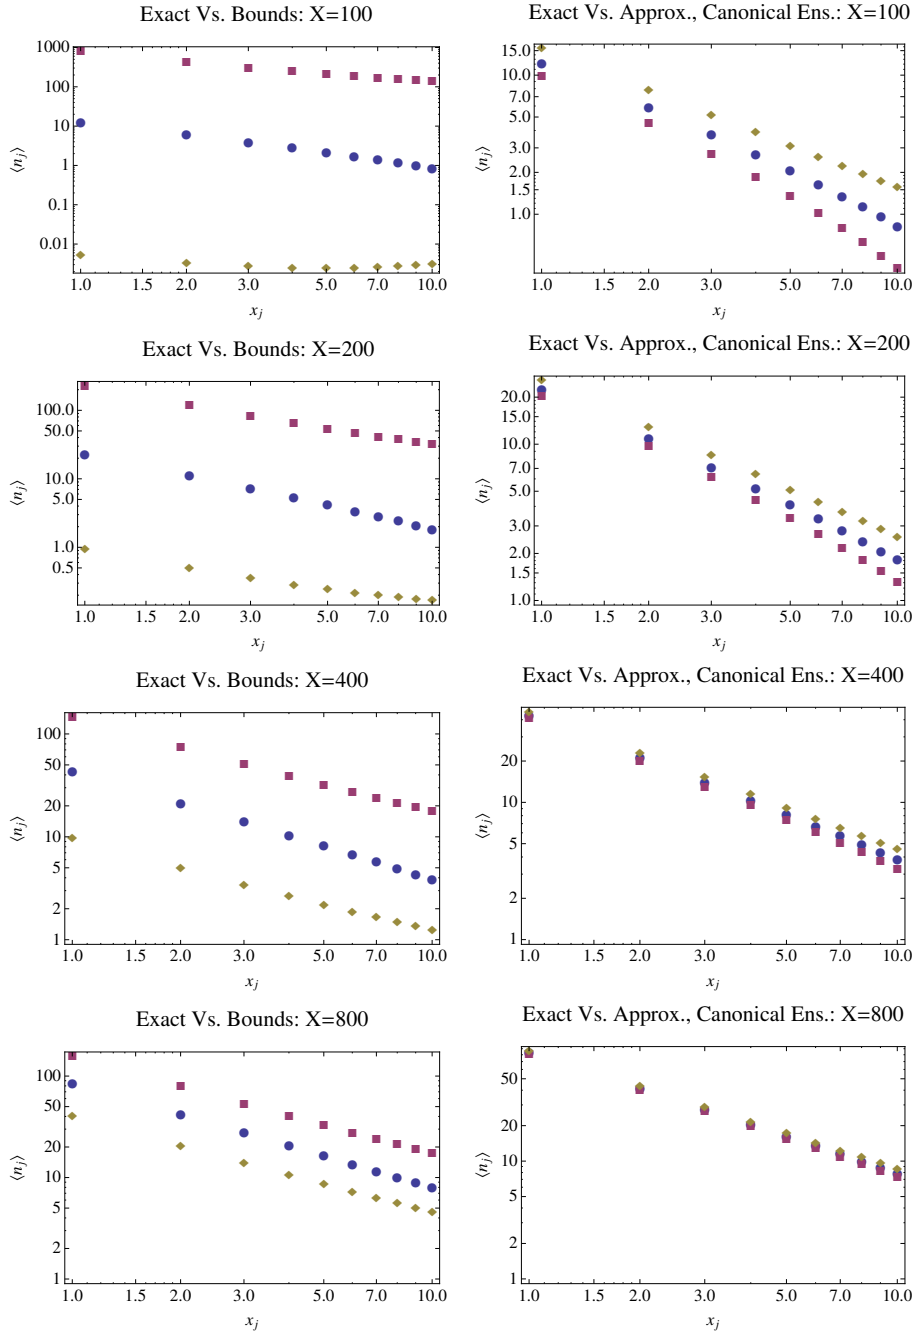 Exact Vs. Bounds: X=100
1000
100
10
1
0.1
0.01
⟨n_j⟩
1.0 1.5 2.0 3.0 5.0 7.0 10.0
x_j
Exact Vs. Approx., Canonical Ens.: X=100
15.0
10.0
7.0
5.0
3.0
2.0
1.5
1.0
⟨n_j⟩
1.0 1.5 2.0 3.0 5.0 7.0 10.0
x_j
Exact Vs. Bounds: X=200
100.0
50.0
10.0
5.0
1.0
0.5
⟨n_j⟩
1.0 1.5 2.0 3.0 5.0 7.0 10.0
x_j
Exact Vs. Approx., Canonical Ens.: X=200
20.0
15.0
10.0
7.0
5.0
3.0
2.0
1.5
1.0
⟨n_j⟩
1.0 1.5 2.0 3.0 5.0 7.0 10.0
x_j
Exact Vs. Bounds: X=400
100
50
20
10
5
2
1
⟨n_j⟩
1.0 1.5 2.0 3.0 5.0 7.0 10.0
x_j
Exact Vs. Approx., Canonical Ens.: X=400
20
10
5
2
1
⟨n_j⟩
1.0 1.5 2.0 3.0 5.0 7.0 10.0
x_j
Exact Vs. Bounds: X=800
100
50
20
10
5
2
1
⟨n_j⟩
1.0 1.5 2.0 3.0 5.0 7.0 10.0
x_j
Exact Vs. Approx., Canonical Ens.: X=800
50
20
10
5
2
1
⟨n_j⟩
1.0 1.5 2.0 3.0 5.0 7.0 10.0
x_j